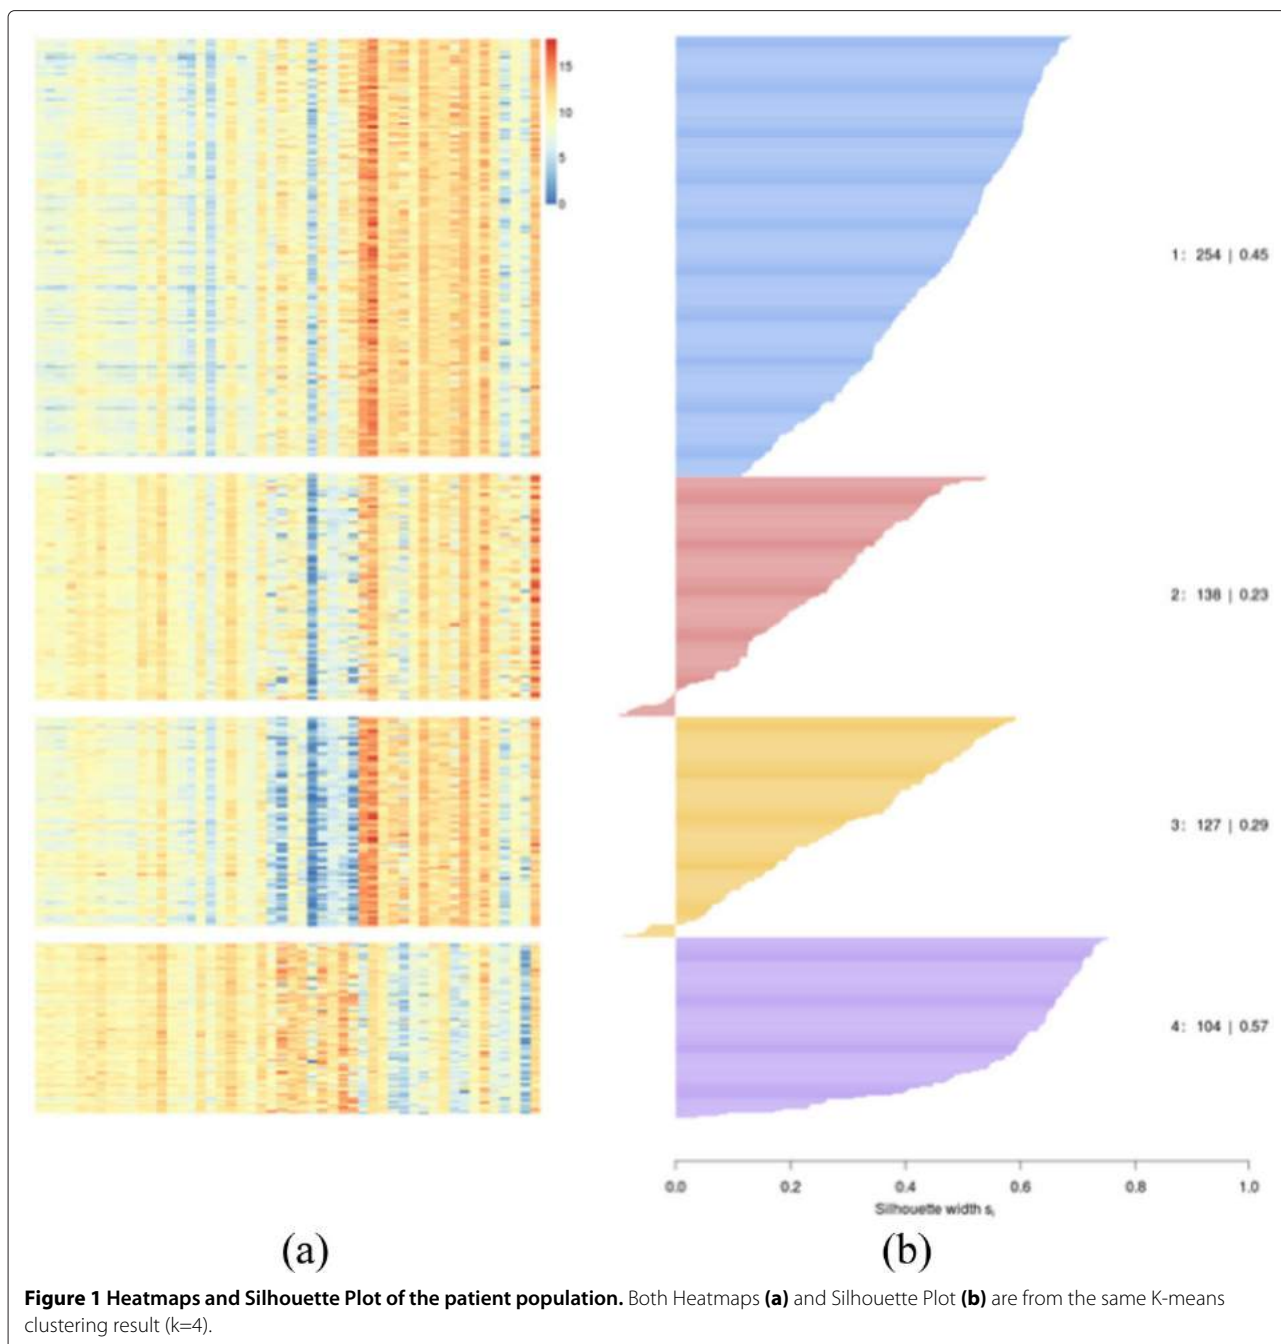 15
10
5
0
1: 254 | 0.45
2: 138 | 0.23
3: 127 | 0.29
4: 104 | 0.57
0.0 0.2 0.4 0.6 0.8 1.0
Silhouette width sᵢ
(a) (b)
Figure 1 Heatmaps and Silhouette Plot of the patient population. Both Heatmaps (a) and Silhouette Plot (b) are from the same K-means
clustering result (k=4).